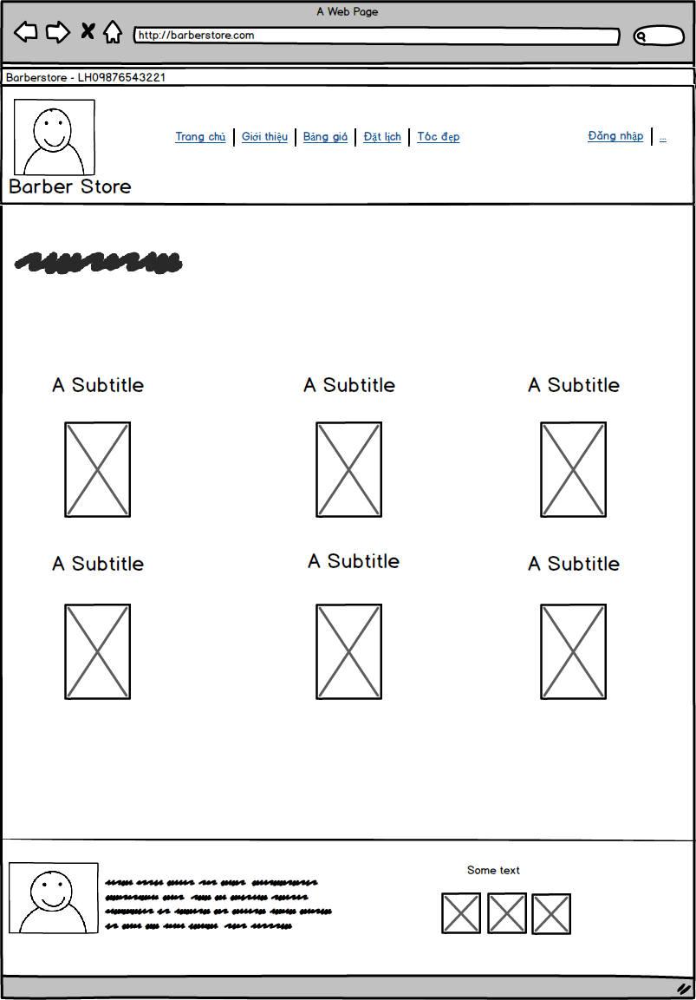 A Web Page
http://barberstore.com
Barberstore - LH09876543221
Trang chủ Giới thiệu Bảng giá Đặt lịch Tóc đẹp Đăng nhập ...
Barber Store
A Subtitle A Subtitle A Subtitle
A Subtitle A Subtitle A Subtitle
Some text